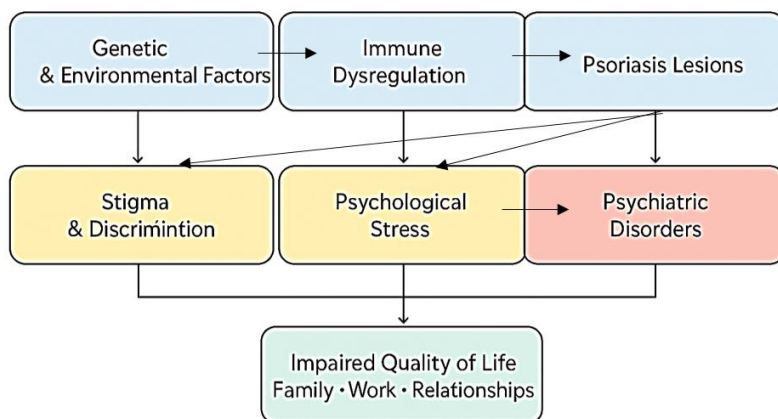 Genetic
& Environmental Factors
Immune
Dysregulation
Psoriasis Lesions
Stigma
& Discrimintion
Psychological
Stress
Psychiatric
Disorders
Impaired Quality of Life
Family · Work · Relationships